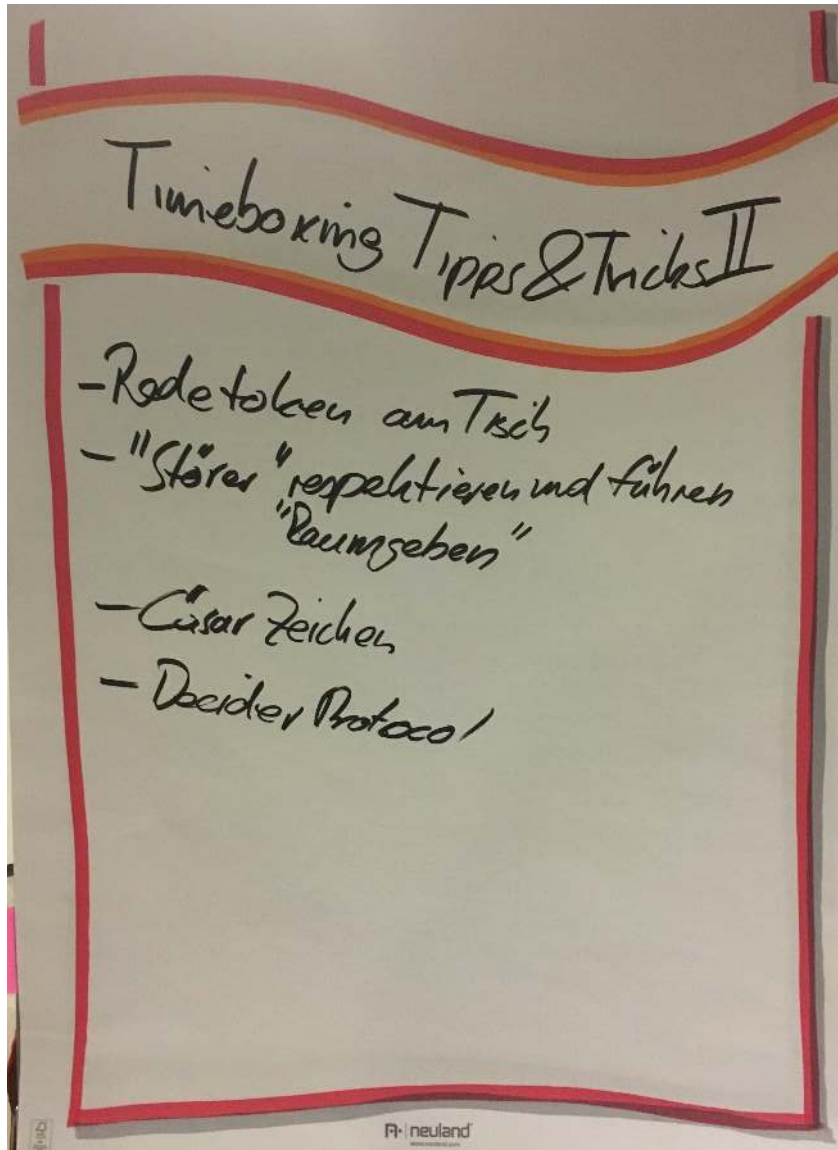 Timeboxing Tipps & Tricks II
- Redetoken am Tisch
- "Störer" respektieren und führen
"Raumgeben"
- Cäsar Zeichen
- Decider Protocol
neuland